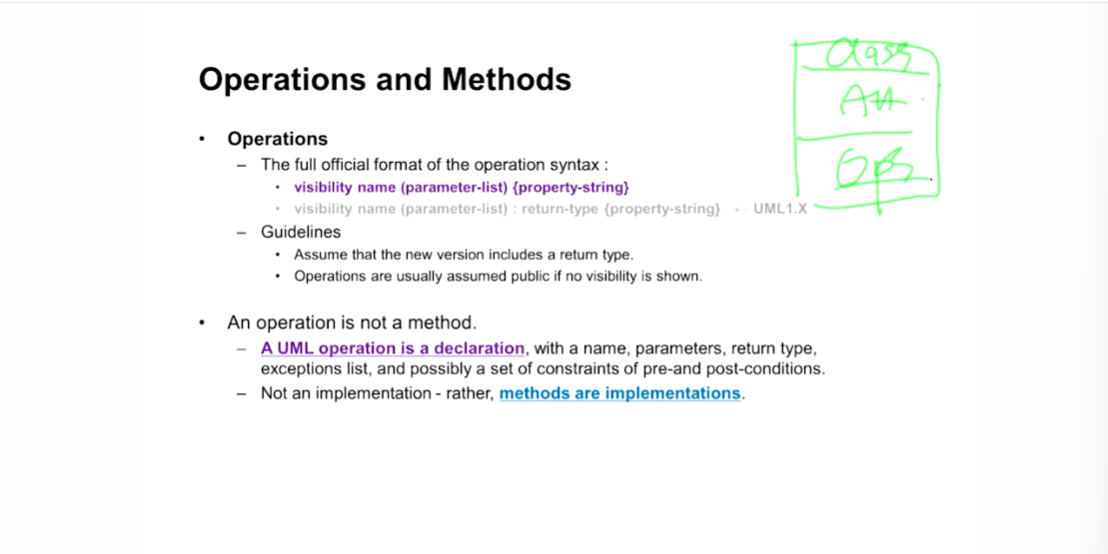 Class
Att
Ops
Operations and Methods
• Operations
– The full official format of the operation syntax :
• visibility name (parameter-list) {property-string}
• visibility name (parameter-list) : return-type {property-string} ← UML1.X
– Guidelines
• Assume that the new version includes a return type.
• Operations are usually assumed public if no visibility is shown.
• An operation is not a method.
– A UML operation is a declaration, with a name, parameters, return type,
exceptions list, and possibly a set of constraints of pre-and post-conditions.
– Not an implementation - rather, methods are implementations.